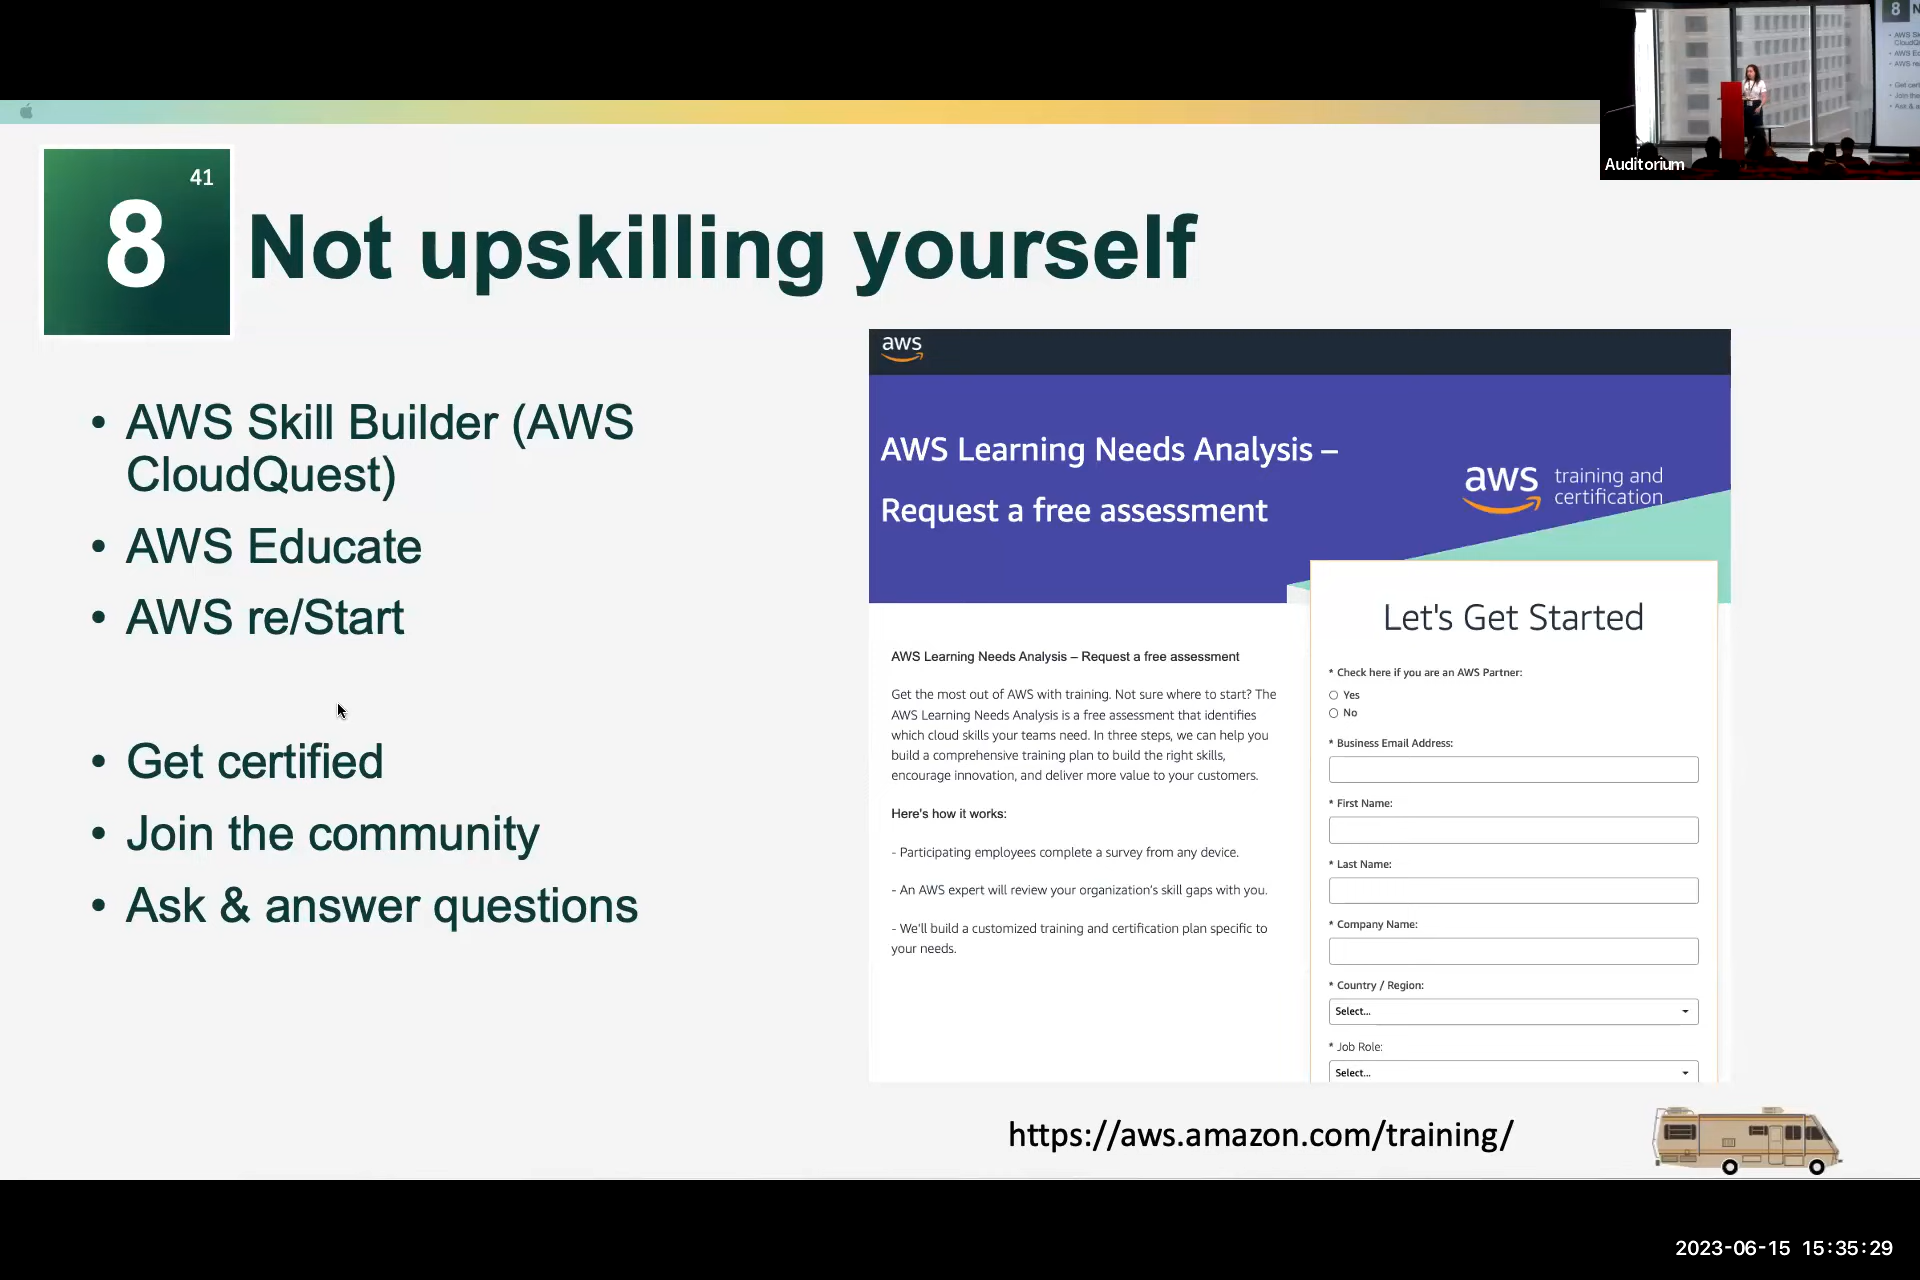 41
8
Not upskilling yourself
• AWS Skill Builder (AWS
CloudQuest)
• AWS Educate
• AWS re/Start
• Get certified
• Join the community
• Ask & answer questions
aws
AWS Learning Needs Analysis –
Request a free assessment
aws training and
certification
AWS Learning Needs Analysis – Request a free assessment
Get the most out of AWS with training. Not sure where to start? The
AWS Learning Needs Analysis is a free assessment that identifies
which cloud skills your teams need. In three steps, we can help you
build a comprehensive training plan to build the right skills,
encourage innovation, and deliver more value to your customers.
Here's how it works:
- Participating employees complete a survey from any device.
- An AWS expert will review your organization's skill gaps with you.
- We'll build a customized training and certification plan specific to
your needs.
Let's Get Started
* Check here if you are an AWS Partner:
Yes
No
* Business Email Address:
* First Name:
* Last Name:
* Company Name:
* Country / Region:
Select...
* Job Role:
Select...
https://aws.amazon.com/training/
8 N
Auditorium
2023-06-15 15:35:29